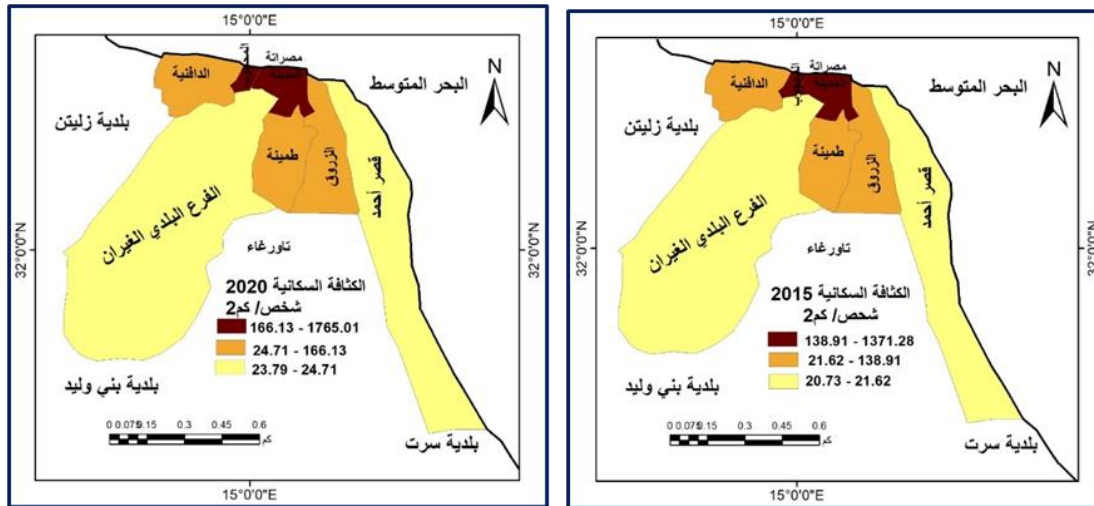 15°0'0"E
N
مصراتة
الدافنية
البحر المتوسط
بلدية زليتن
طمينة
الزروق
قصر أحمد
الفرع البلدي الغيران
32°0'0"N
32°0'0"N
تاورغاء
الكثافة السكانية 2020
شخص/ كم2
166.13 - 1765.01
24.71 - 166.13
23.79 - 24.71
بلدية بني وليد
0 0.0750.15 0.3 0.45 0.6
كم
بلدية سرت
15°0'0"E
15°0'0"E
N
مصراتة
الدافنية
البحر المتوسط
بلدية زليتن
طمينة
الزروق
قصر أحمد
الفرع البلدي الغيران
32°0'0"N
32°0'0"N
تاورغاء
الكثافة السكانية 2015
شحص/ كم2
138.91 - 1371.28
21.62 - 138.91
20.73 - 21.62
بلدية بني وليد
0 0.0750.15 0.3 0.45 0.6
كم
بلدية سرت
15°0'0"E